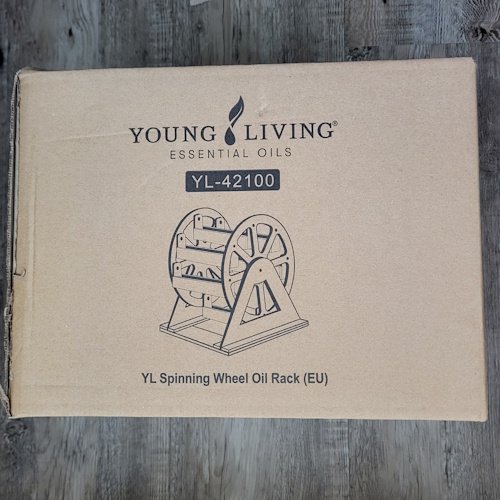 YOUNG LIVING®
ESSENTIAL OILS
YL-42100
YL Spinning Wheel Oil Rack (EU)